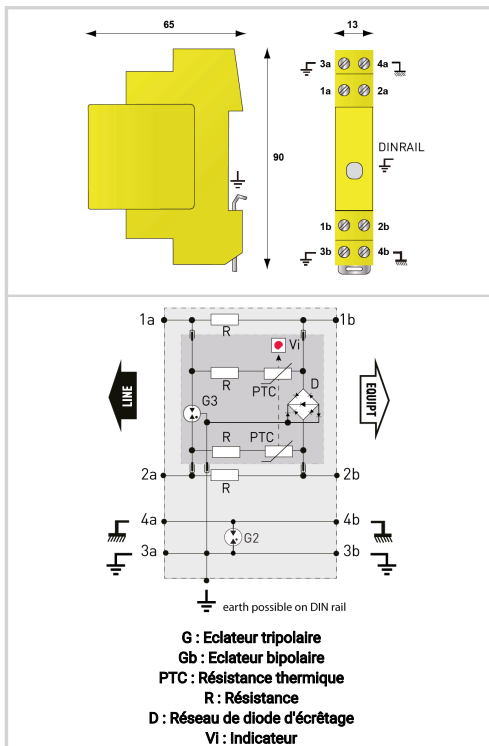 65
13
3a 4a
1a 2a
90
DINRAIL
1b 2b
3b 4b
1a 1b
R
Vi
R PTC D
G3
LINE
EQUIPT
R PTC
2a 2b
R
4a 4b
G2
3a 3b
earth possible on DIN rail
G : Eclateur tripolaire
Gb : Eclateur bipolaire
PTC : Résistance thermique
R : Résistance
D : Réseau de diode d'écrêtage
Vi : Indicateur